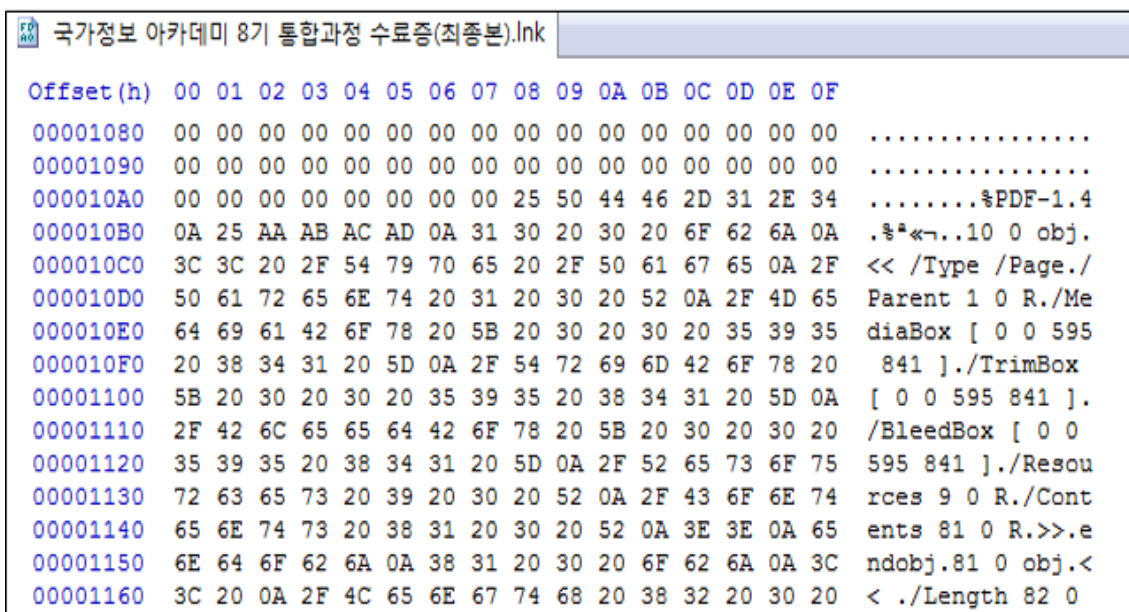 국가정보 아카데미 8기 통합과정 수료증(최종본).lnk
Offset(h) 00 01 02 03 04 05 06 07 08 09 0A 0B 0C 0D 0E 0F
00001080 00 00 00 00 00 00 00 00 00 00 00 00 00 00 00 00 ................
00001090 00 00 00 00 00 00 00 00 00 00 00 00 00 00 00 00 ................
000010A0 00 00 00 00 00 00 00 00 25 50 44 46 2D 31 2E 34 ........%PDF-1.4
000010B0 0A 25 AA AB AC AD 0A 31 30 20 30 20 6F 62 6A 0A .%ª«¬..10 0 obj.
000010C0 3C 3C 20 2F 54 79 70 65 20 2F 50 61 67 65 0A 2F << /Type /Page./
000010D0 50 61 72 65 6E 74 20 31 20 30 20 52 0A 2F 4D 65 Parent 1 0 R./Me
000010E0 64 69 61 42 6F 78 20 5B 20 30 20 30 20 35 39 35 diaBox [ 0 0 595
000010F0 20 38 34 31 20 5D 0A 2F 54 72 69 6D 42 6F 78 20 841 ]./TrimBox
00001100 5B 20 30 20 30 20 35 39 35 20 38 34 31 20 5D 0A [ 0 0 595 841 ].
00001110 2F 42 6C 65 65 64 42 6F 78 20 5B 20 30 20 30 20 /BleedBox [ 0 0
00001120 35 39 35 20 38 34 31 20 5D 0A 2F 52 65 73 6F 75 595 841 ]./Resou
00001130 72 63 65 73 20 39 20 30 20 52 0A 2F 43 6F 6E 74 rces 9 0 R./Cont
00001140 65 6E 74 73 20 38 31 20 30 20 52 0A 3E 3E 0A 65 ents 81 0 R.>>.e
00001150 6E 64 6F 62 6A 0A 38 31 20 30 20 6F 62 6A 0A 3C ndobj.81 0 obj.<
00001160 3C 20 0A 2F 4C 65 6E 67 74 68 20 38 32 20 30 20 < ./Length 82 0